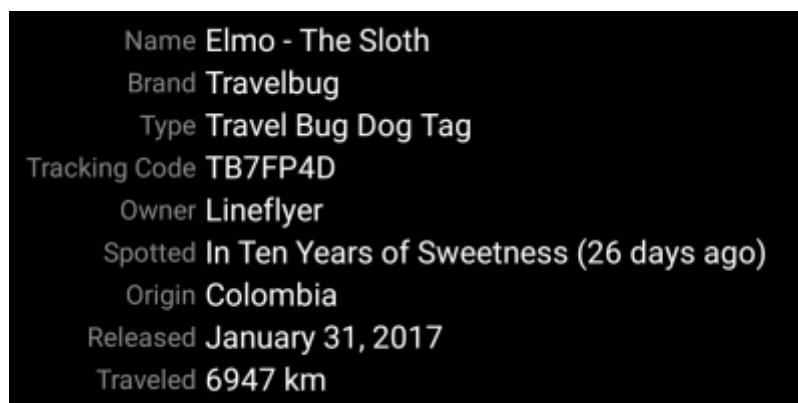 Name Elmo - The Sloth
Brand Travelbug
Type Travel Bug Dog Tag
Tracking Code TB7FP4D
Owner Lineflyer
Spotted In Ten Years of Sweetness (26 days ago)
Origin Colombia
Released January 31, 2017
Traveled 6947 km